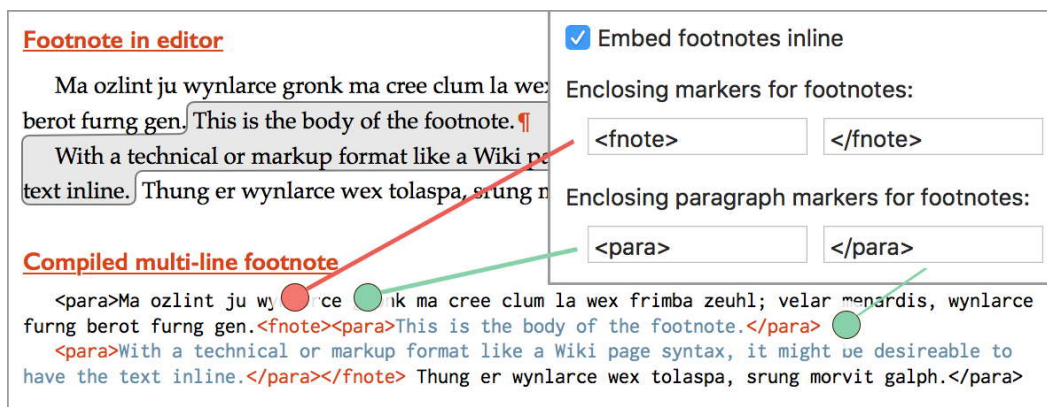 Footnote in editor
Ma ozlint ju wynlarce gronk ma cree clum la wex
berot furng gen. This is the body of the footnote.¶
With a technical or markup format like a Wiki
text inline. Thung er wynlarce wex tolaspa, srung
Embed footnotes inline
Enclosing markers for footnotes:
<fnote> </fnote>
Enclosing paragraph markers for footnotes:
<para> </para>
Compiled multi-line footnote
<para>Ma ozlint ju ma cree clum la wex frimba zeuhl; velar menardis, wynlarce
furng berot furng gen.<fnote><para>This is the body of the footnote.</para>
<para>With a technical or markup format like a Wiki page syntax, it might be desireable to
have the text inline.</para></fnote> Thung er wynlarce wex tolaspa, srung morvit galph.</para>